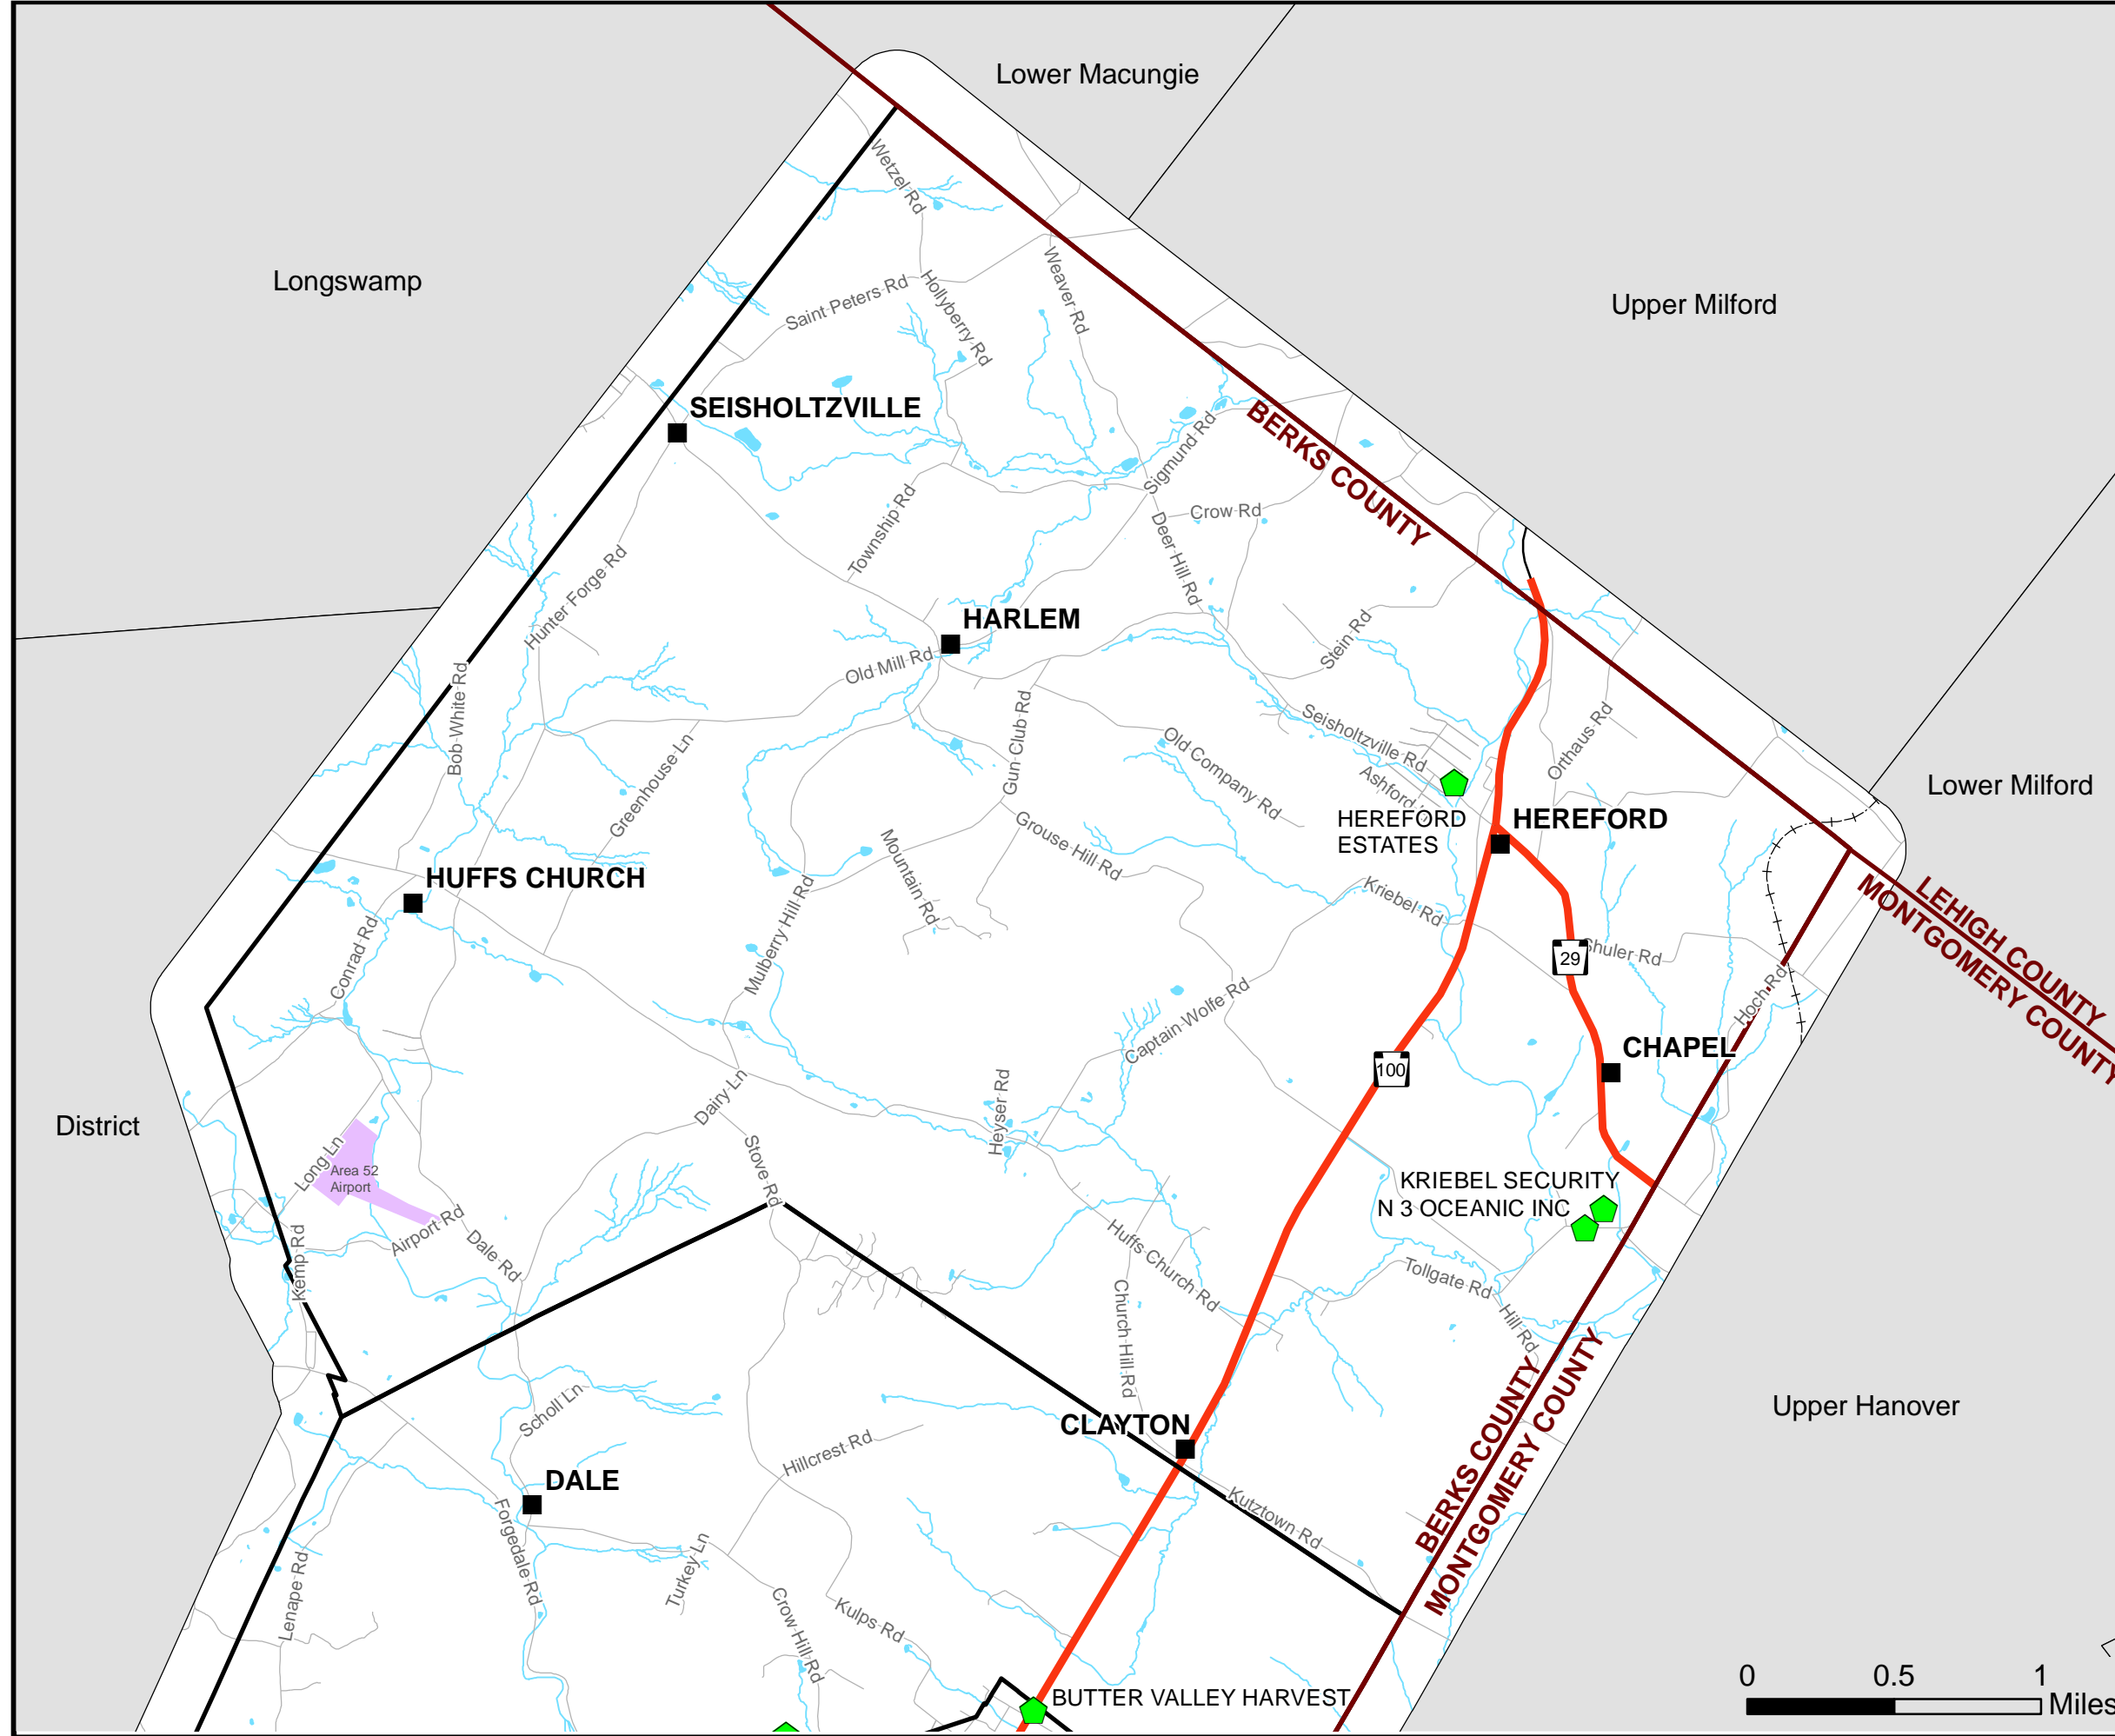 Lower Macungie
Wetzel Rd
Longswamp
Upper Milford
Saint Peters Rd
Hollyberry Rd
Weaver Rd
SEISHOLTZVILLE
BERKS COUNTY
Sigmund Rd
Township Rd
Crow Rd
Deer Hill Rd
Hunter Forge Rd
HARLEM
Stein Rd
Old Mill Rd
Bob White Rd
Gun Club Rd
Seisholtzville Rd
Orthaus Rd
Old Company Rd
Greenhouse Ln
Ashford
Lower Milford
HEREFORD
ESTATES
HEREFORD
Grouse Hill Rd
Mountain Rd
HUFFS CHURCH
Kriebel Rd
LEHIGH COUNTY
MONTGOMERY COUNTY
Mulberry Hill Rd
Conrad Rd
29
Shuler Rd
Hoch Rd
Captain Wolfe Rd
CHAPEL
100
Dairy Ln
Heyser Rd
District
Long Ln
Area 52
Airport
Stove Rd
KRIEBEL SECURITY
N 3 OCEANIC INC
Airport Rd
Dale Rd
Kemp Rd
Huffs Church Rd
Tollgate Rd
Hill Rd
Church Hill Rd
BERKS COUNTY
MONTGOMERY COUNTY
Scholl Ln
CLAYTON
Upper Hanover
Hillcrest Rd
DALE
Kutztown Rd
Forgedale Rd
Turkey Ln
Lenape Rd
Crow Hill Rd
Kulps Rd
BUTTER VALLEY HARVEST
0 0.5 1
Miles